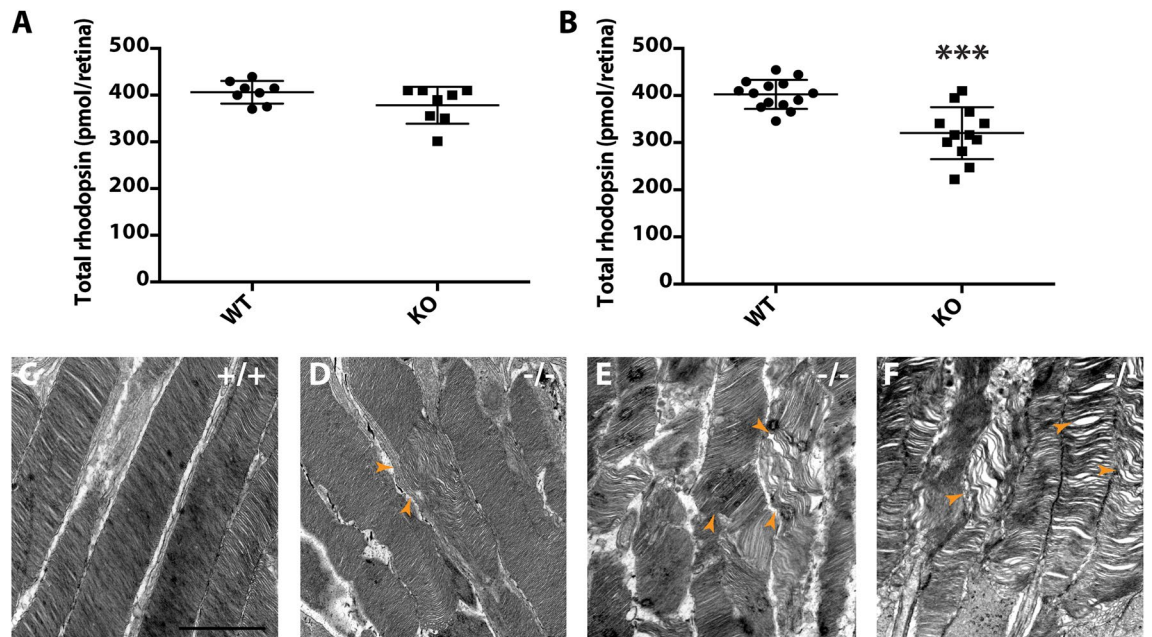 A
Total rhodopsin (pmol/retina)
500
400
300
200
100
0
WT
KO
B
Total rhodopsin (pmol/retina)
500
400
300
200
100
0
***
WT
KO
C
+/+
D
-/-
E
-/-
F
-/-